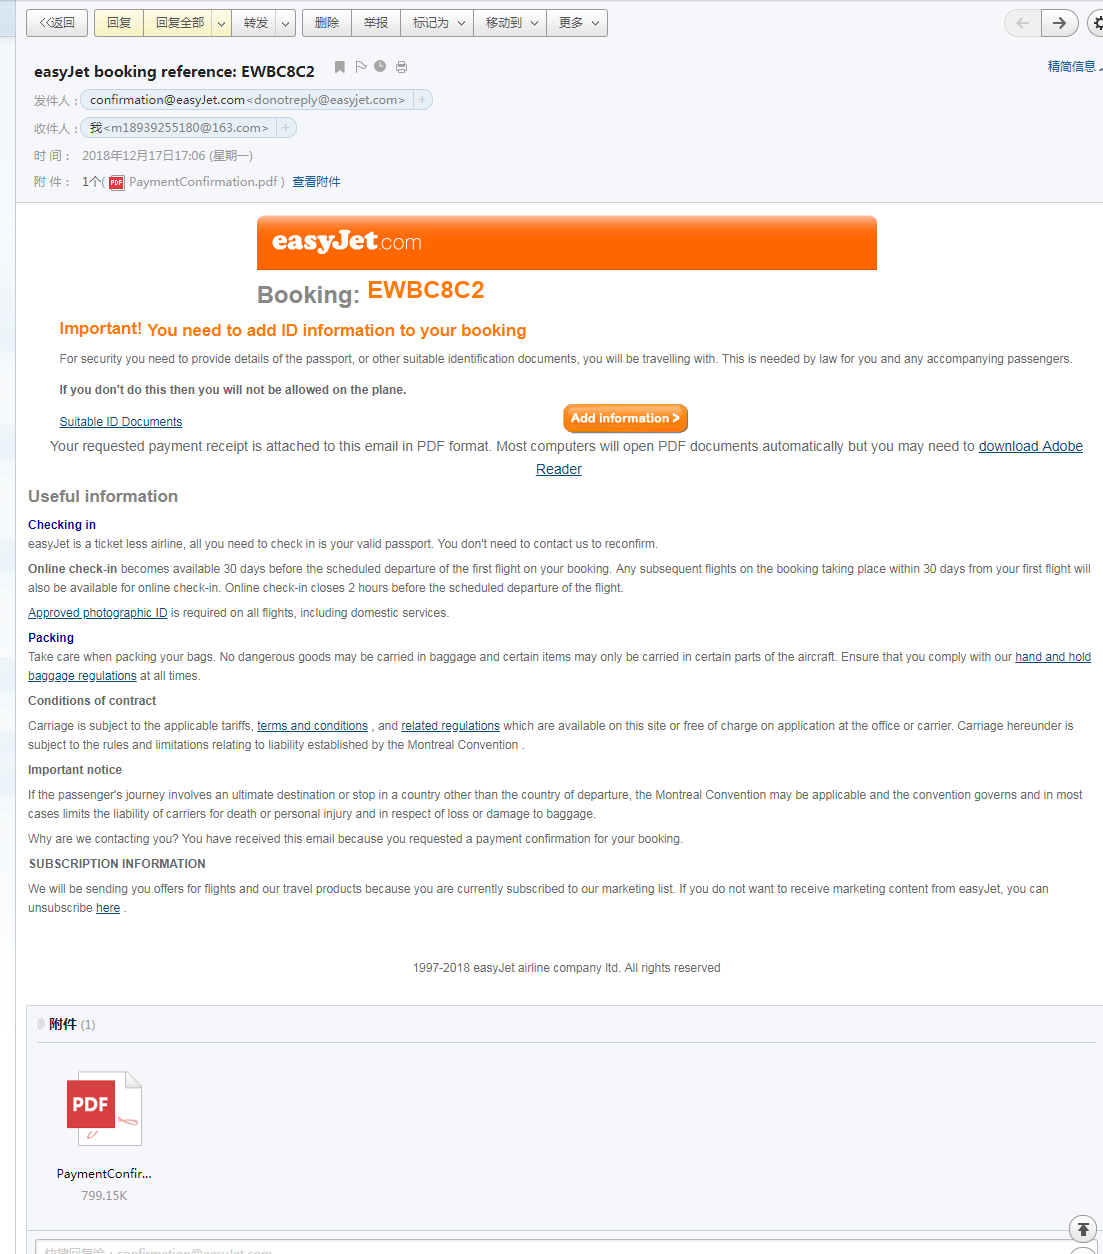 <<返回 回复 回复全部 转发 删除 举报 标记为 移动到 更多
easyJet booking reference: EWBC8C2
精简信息
发件人： confirmation@easyJet.com<donotreply@easyjet.com> +
收件人： 我<m18939255180@163.com> +
时 间： 2018年12月17日17:06 (星期一)
附 件： 1个( PDF PaymentConfirmation.pdf ) 查看附件
easyJet.com
Booking: EWBC8C2
Important! You need to add ID information to your booking
For security you need to provide details of the passport, or other suitable identification documents, you will be travelling with. This is needed by law for you and any accompanying passengers.
If you don't do this then you will not be allowed on the plane.
Suitable ID Documents Add information >
Your requested payment receipt is attached to this email in PDF format. Most computers will open PDF documents automatically but you may need to download Adobe
Reader
Useful information
Checking in
easyJet is a ticket less airline, all you need to check in is your valid passport. You don't need to contact us to reconfirm.
Online check-in becomes available 30 days before the scheduled departure of the first flight on your booking. Any subsequent flights on the booking taking place within 30 days from your first flight will
also be available for online check-in. Online check-in closes 2 hours before the scheduled departure of the flight.
Approved photographic ID is required on all flights, including domestic services.
Packing
Take care when packing your bags. No dangerous goods may be carried in baggage and certain items may only be carried in certain parts of the aircraft. Ensure that you comply with our hand and hold
baggage regulations at all times.
Conditions of contract
Carriage is subject to the applicable tariffs, terms and conditions , and related regulations which are available on this site or free of charge on application at the office or carrier. Carriage hereunder is
subject to the rules and limitations relating to liability established by the Montreal Convention .
Important notice
If the passenger's journey involves an ultimate destination or stop in a country other than the country of departure, the Montreal Convention may be applicable and the convention governs and in most
cases limits the liability of carriers for death or personal injury and in respect of loss or damage to baggage.
Why are we contacting you? You have received this email because you requested a payment confirmation for your booking.
SUBSCRIPTION INFORMATION
We will be sending you offers for flights and our travel products because you are currently subscribed to our marketing list. If you do not want to receive marketing content from easyJet, you can
unsubscribe here .
1997-2018 easyJet airline company ltd. All rights reserved
附件 (1)
PDF
PaymentConfir...
799.15K
快捷回复给：confirmation@easyJet.com